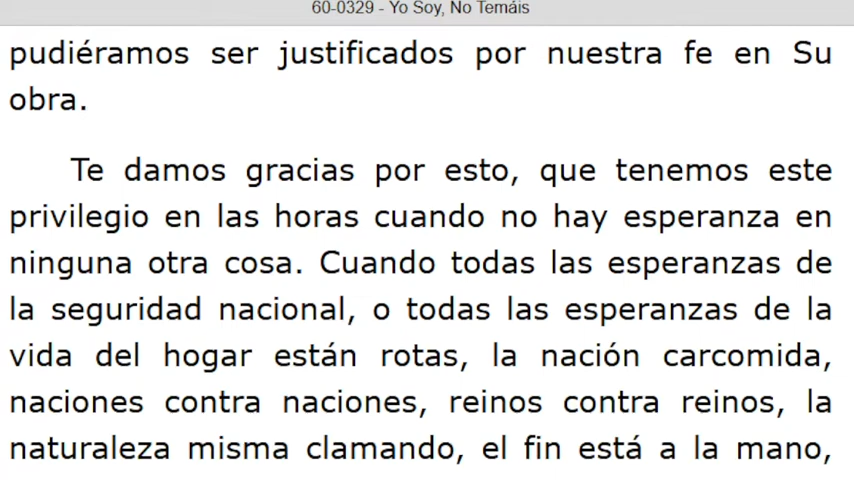 60-0329 - Yo Soy, No Temáis
pudiéramos ser justificados por nuestra fe en Su
obra.
Te damos gracias por esto, que tenemos este
privilegio en las horas cuando no hay esperanza en
ninguna otra cosa. Cuando todas las esperanzas de
la seguridad nacional, o todas las esperanzas de la
vida del hogar están rotas, la nación carcomida,
naciones contra naciones, reinos contra reinos, la
naturaleza misma clamando, el fin está a la mano,